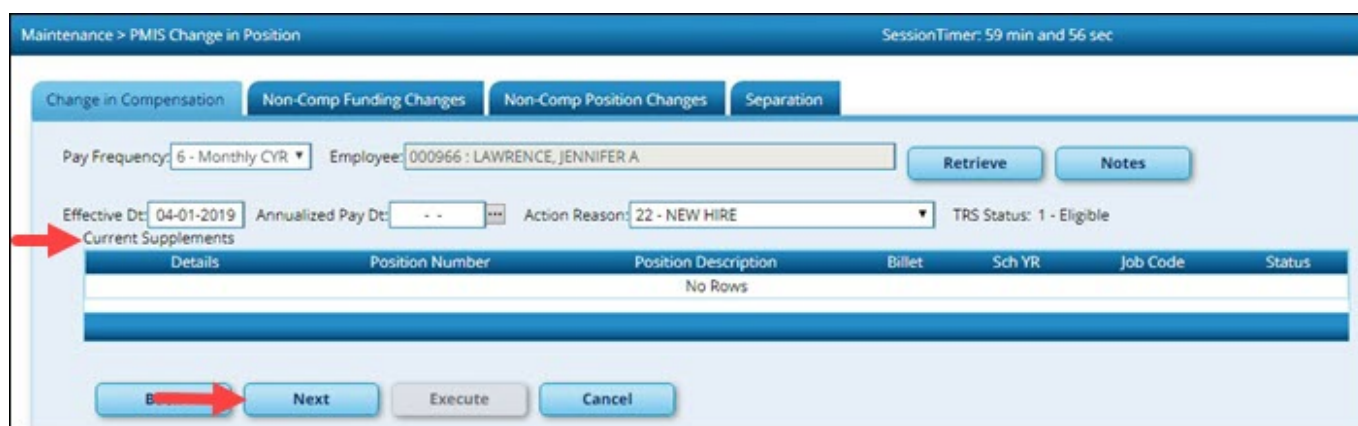 Maintenance > PMIS Change in Position SessionTimer: 59 min and 56 sec
Change in Compensation Non-Comp Funding Changes Non-Comp Position Changes Separation
Pay Frequency: 6 - Monthly CYR Employee: 000966 : LAWRENCE, JENNIFER A Retrieve Notes
Effective Dt: 04-01-2019 Annualized Pay Dt: - - ... Action Reason: 22 - NEW HIRE TRS Status: 1 - Eligible
Current Supplements
Details Position Number Position Description Billet Sch YR Job Code Status
No Rows
Next Execute Cancel